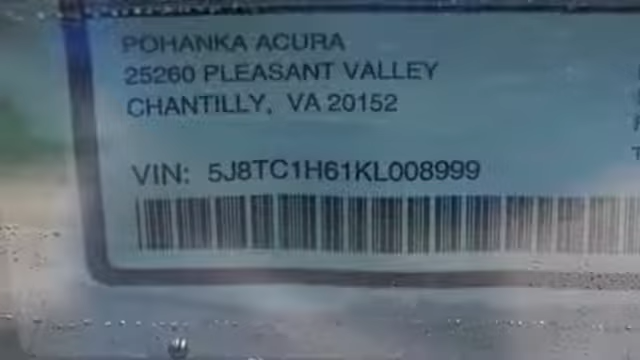 POHANKA ACURA
25260 PLEASANT VALLEY
CHANTILLY, VA 20152
VIN: 5J8TC1H61KL008999